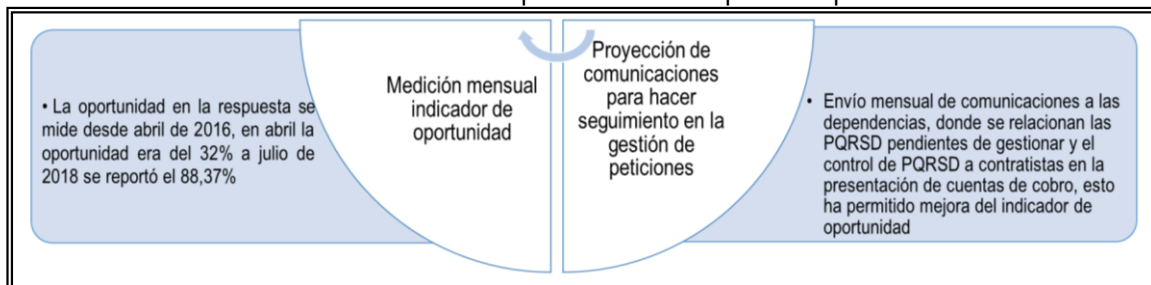 • La oportunidad en la respuesta se
mide desde abril de 2016, en abril la
oportunidad era del 32% a julio de
2018 se reportó el 88,37%
Medición mensual
indicador de
oportunidad
Proyección de
comunicaciones
para hacer
seguimiento en la
gestión de
peticiones
• Envío mensual de comunicaciones a las
dependencias, donde se relacionan las
PQRSD pendientes de gestionar y el
control de PQRSD a contratistas en la
presentación de cuentas de cobro, esto
ha permitido mejora del indicador de
oportunidad